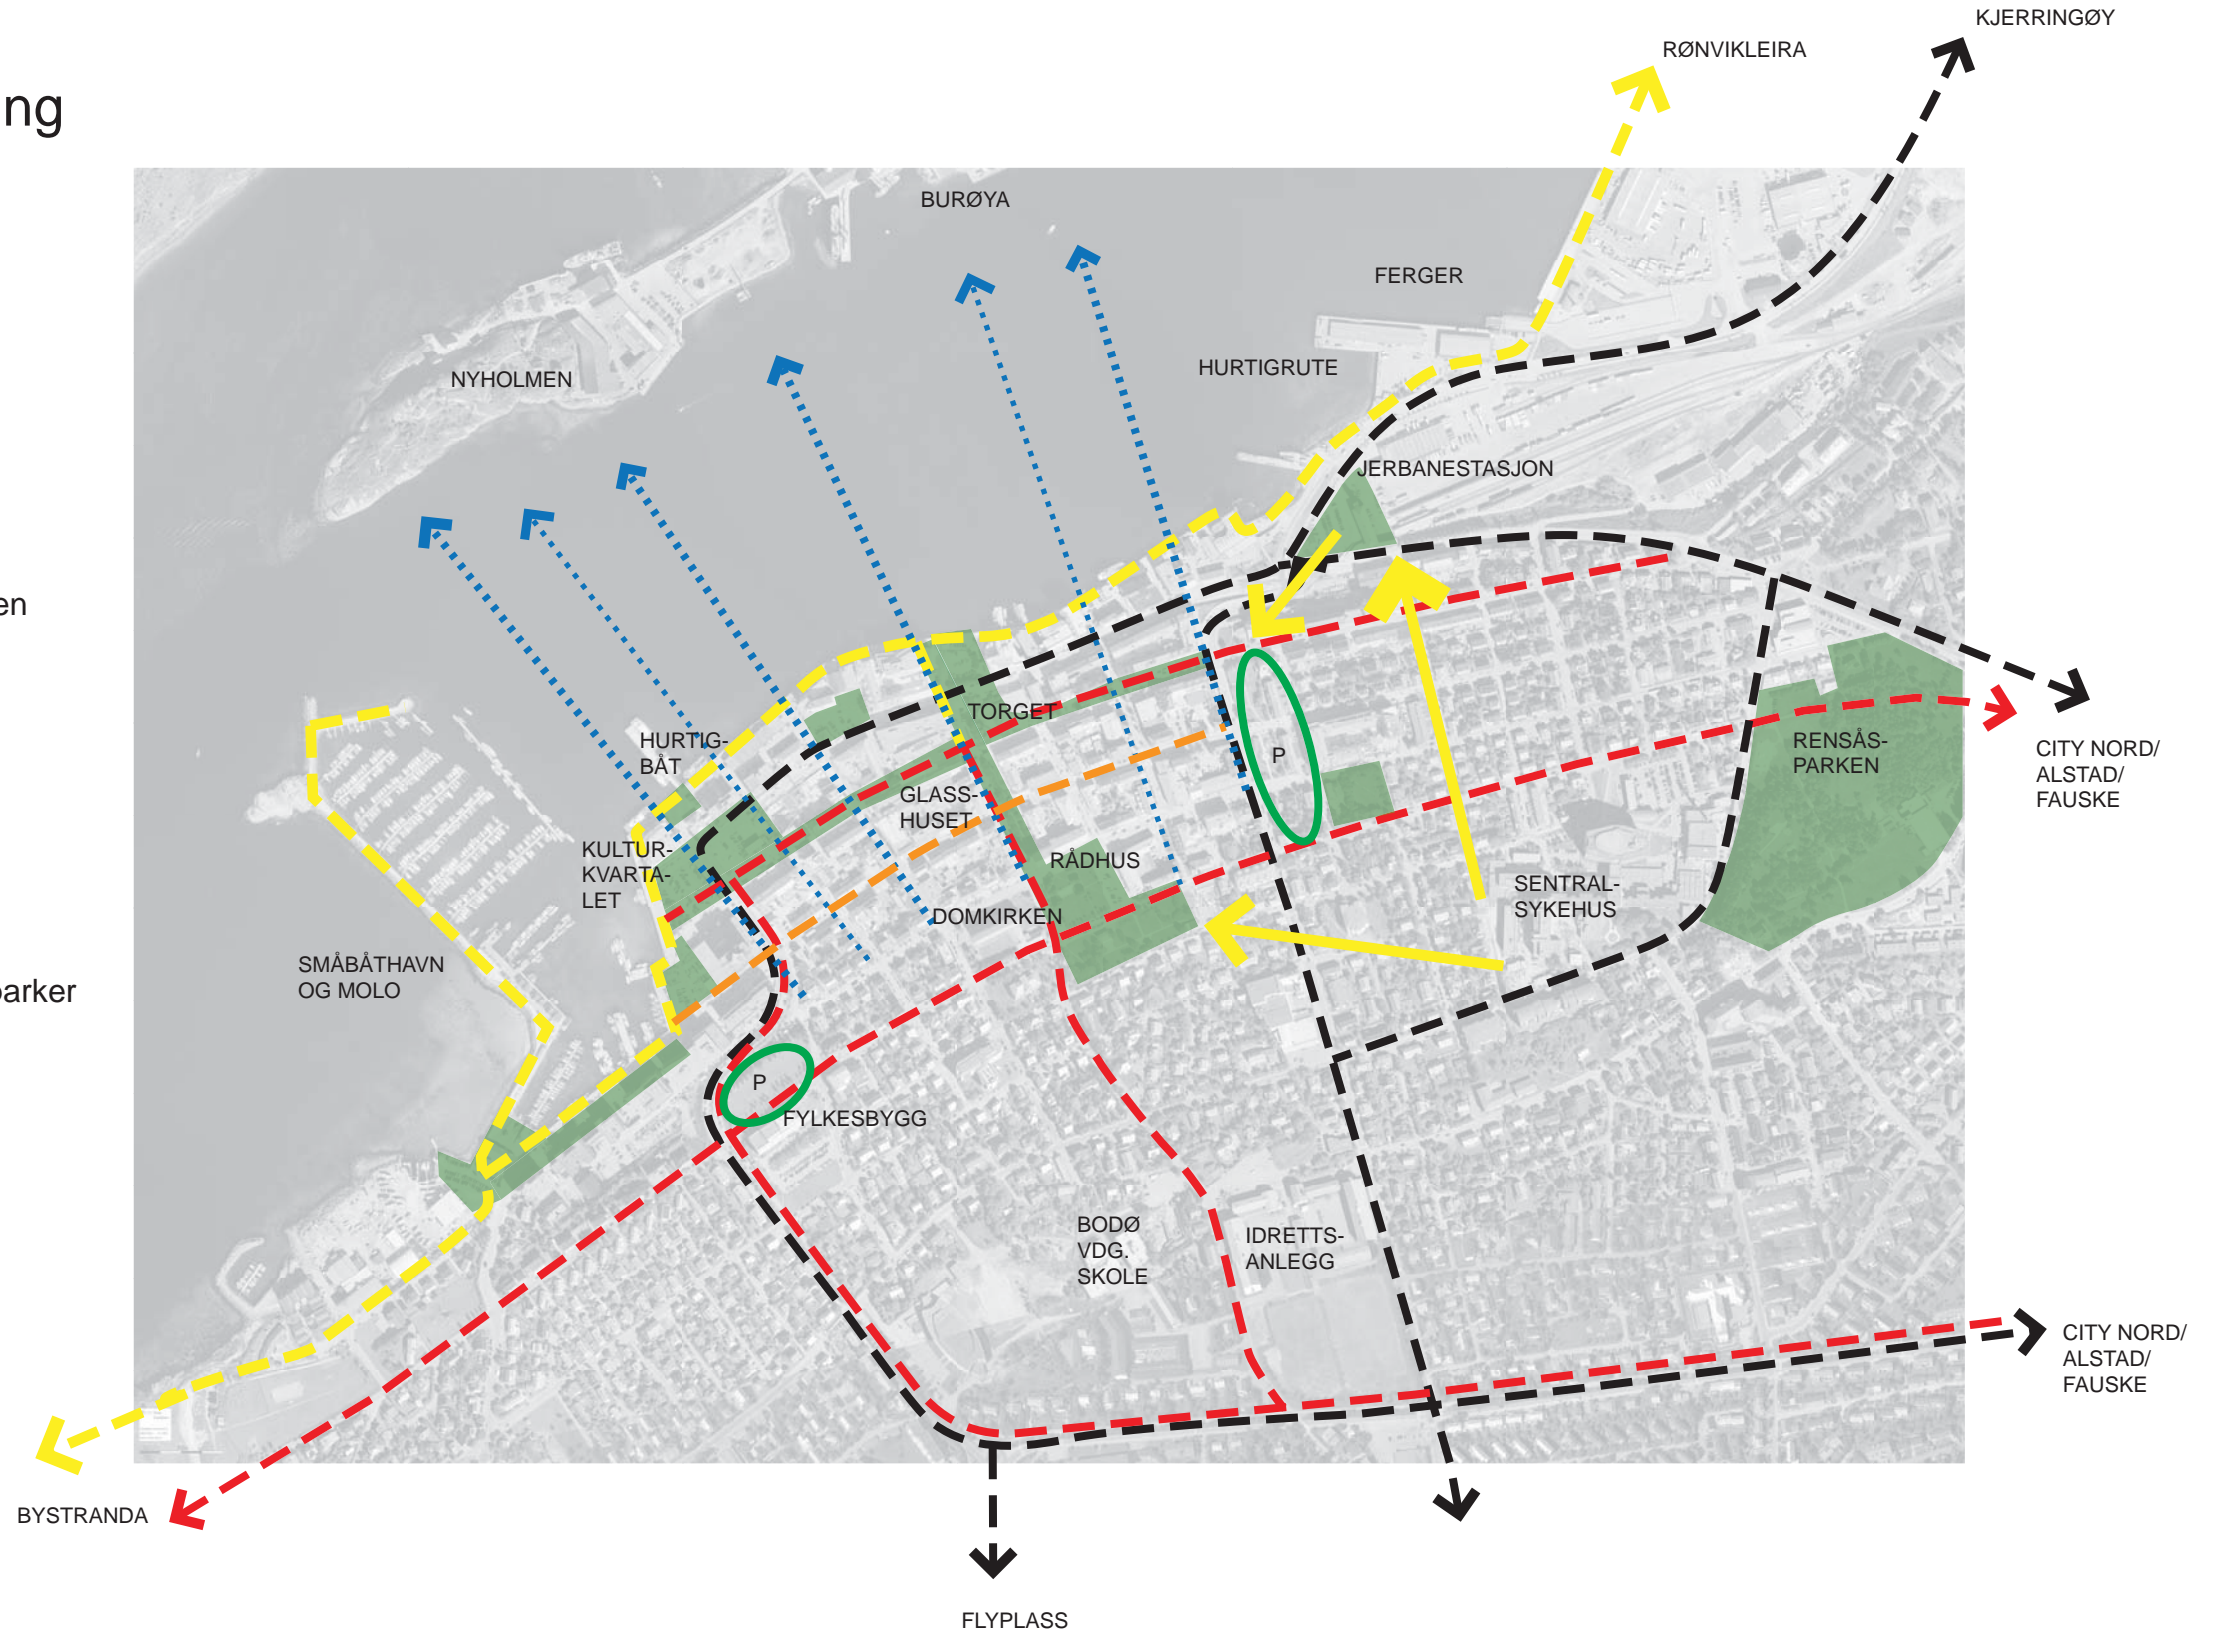 KJERRINGØY
RØNVIKLEIRA
ng
BURØYA
FERGER
HURTIGRUTE
NYHOLMEN
JERBANESTASJON
en
TORGET
HURTIG-
BÅT
RENSÅS-
PARKEN
CITY NORD/
ALSTAD/
FAUSKE
P
GLASS-
HUSET
KULTUR-
KVARTA-
LET
RÅDHUS
SENTRAL-
SYKEHUS
DOMKIRKEN
SMÅBÅTHAVN
OG MOLO
parker
P
FYLKESBYGG
BODØ
VDG.
SKOLE
IDRETTS-
ANLEGG
CITY NORD/
ALSTAD/
FAUSKE
BYSTRANDA
FLYPLASS